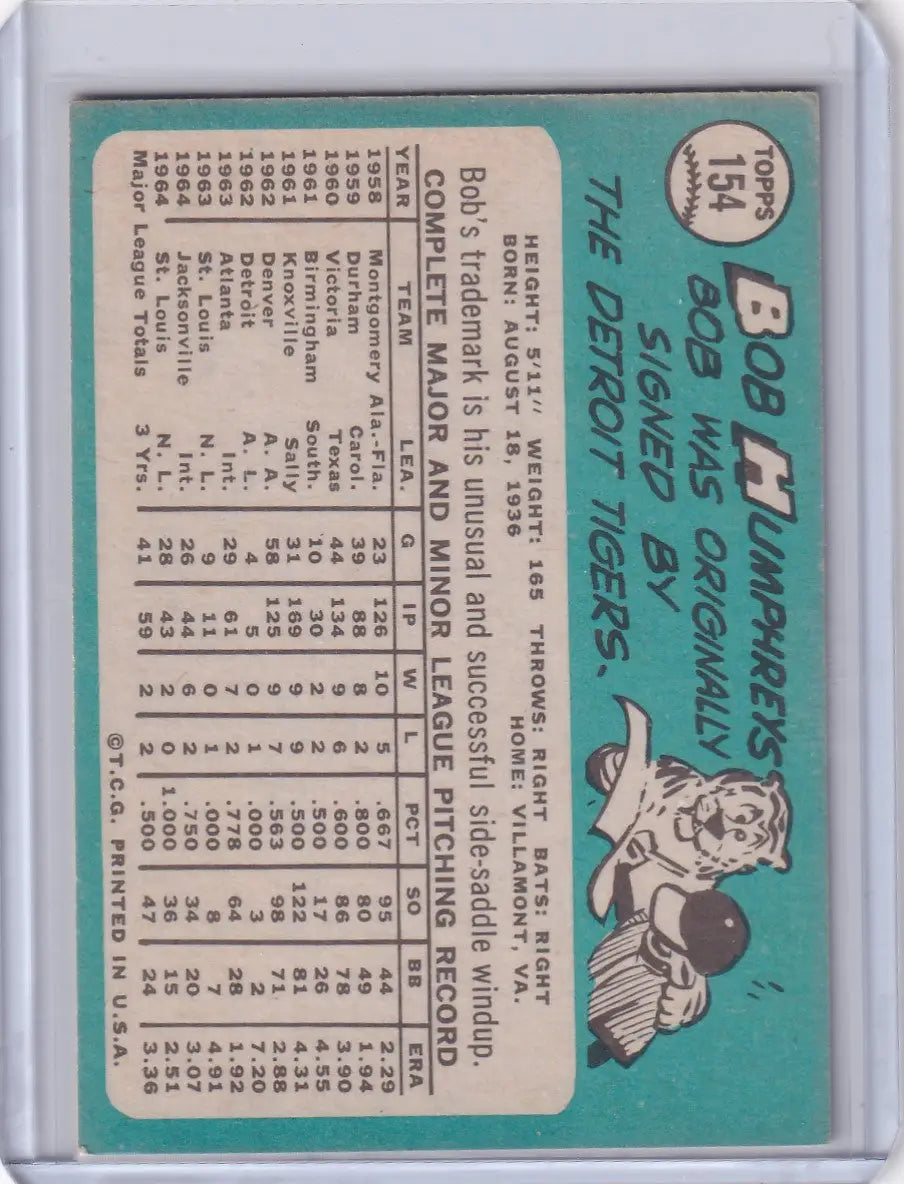 TOPPS
154
BOB HUMPHREYS
BOB WAS ORIGINALLY
SIGNED BY
THE DETROIT TIGERS.
HEIGHT: 5'11" WEIGHT: 165 THROWS: RIGHT BATS: RIGHT
BORN: AUGUST 18, 1936 HOME: VILLAMONT, VA.
Bob's trademark is his unusual and successful side-saddle windup.
COMPLETE MAJOR AND MINOR LEAGUE PITCHING RECORD
YEAR TEAM LEA. G IP W L PCT SO BB ERA
1958 Montgomery Ala.-Fla. 23 126 10 5 .667 95 44 2.29
1959 Durham Carol. 39 88 8 2 .800 80 49 1.94
1960 Victoria Texas 44 134 9 6 .600 86 78 3.90
1961 Birmingham South. 10 30 2 2 .500 17 26 4.55
1961 Knoxville Sally 31 169 9 9 .500 122 81 4.31
1962 Denver A. A. 58 125 9 7 .563 98 71 2.88
1962 Detroit A. L. 4 5 0 1 .000 3 2 7.20
1963 Atlanta Int. 29 61 7 2 .778 64 28 1.92
1963 St. Louis N. L. 9 11 0 1 .000 8 7 4.91
1964 Jacksonville Int. 26 44 6 2 .750 34 20 3.07
1964 St. Louis N. L. 28 43 2 0 1.000 36 15 2.51
Major League Totals 3 Yrs. 41 59 2 2 .500 47 24 3.36
©T.C.G. PRINTED IN U.S.A.